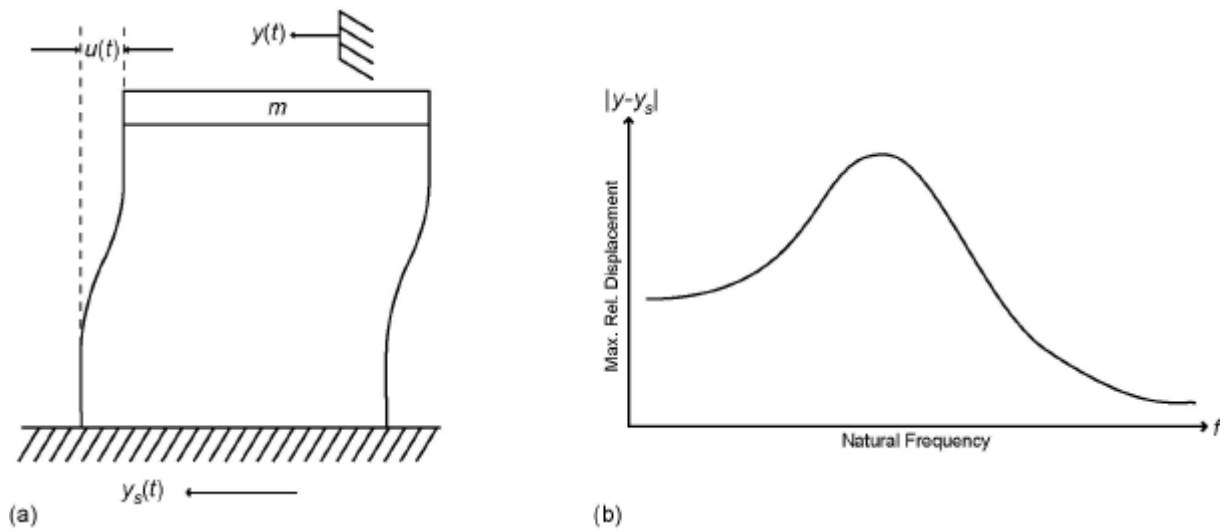 u(t)
y(t)
m
y_s(t)
(a)
|y-y_s|
Max. Rel. Displacement
Natural Frequency
f
(b)